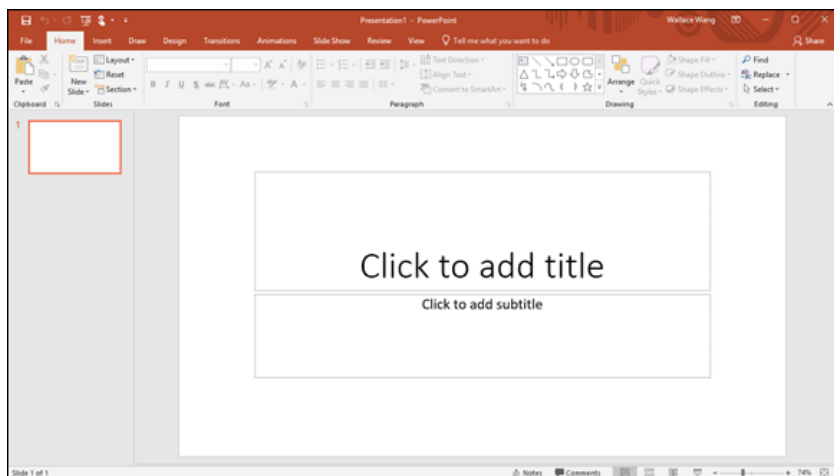 Presentation1 - PowerPoint
Wallace Wang
File Home Insert Draw Design Transitions Animations Slide Show Review View Tell me what you want to do Share
Paste
New Slide
Layout
Reset
Section
B I U S abc AV Aa A
Text Direction
Align Text
Convert to SmartArt
Arrange
Quick Styles
Shape Fill
Shape Outline
Shape Effects
Find
Replace
Select
Clipboard Slides Font Paragraph Drawing Editing
1
Click to add title
Click to add subtitle
Slide 1 of 1
Notes Comments 74%